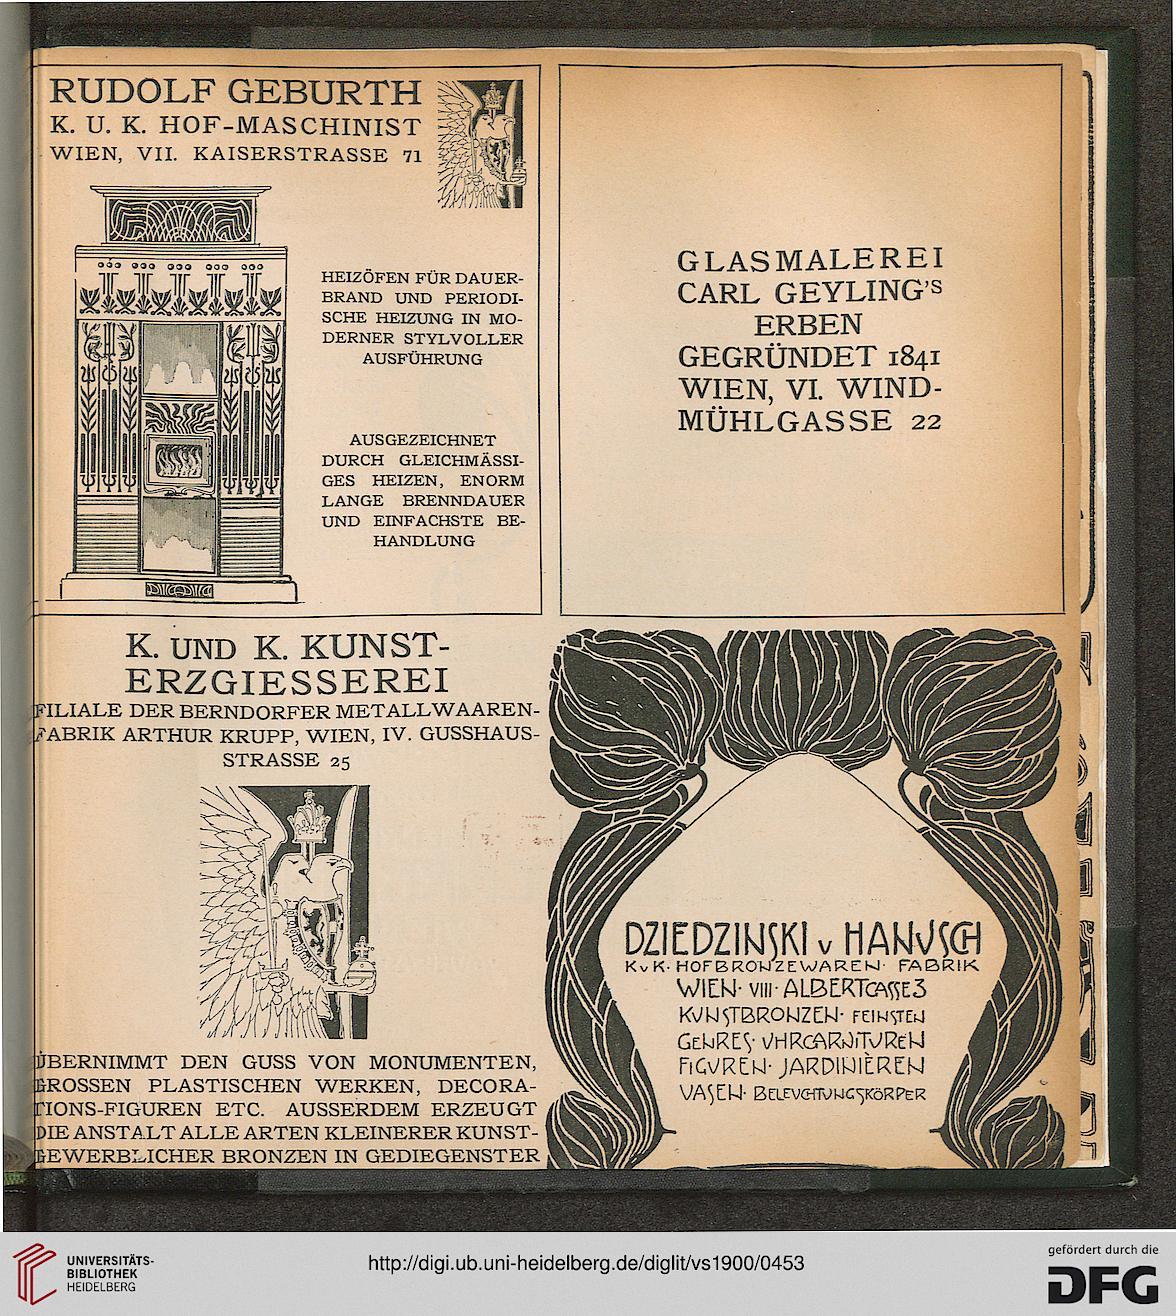 RUDOLF GEBURTH
K. U. K. HOF-MASCHINIST
WIEN, VII. KAISERSTRASSE 71
HEIZÖFEN FÜR DAUER-
BRAND UND PERIODI-
SCHE HEIZUNG IN MO-
DERNER STYLVOLLER
AUSFÜHRUNG
AUSGEZEICHNET
DURCH GLEICHMÄSSI-
GES HEIZEN, ENORM
LANGE BRENNDAUER
UND EINFACHSTE BE-
HANDLUNG
GLASMALEREI
CARL GEYLING'S
ERBEN
GEGRÜNDET 1841
WIEN, VI. WIND-
MÜHLGASSE 22
K. UND K. KUNST-
ERZGIESSEREI
FILIALE DER BERNDORFER METALLWAAREN-
FABRIK ARTHUR KRUPP, WIEN, IV. GUSSHAUS-
STRASSE 25
ÜBERNIMMT DEN GUSS VON MONUMENTEN,
GROSSEN PLASTISCHEN WERKEN, DECORA-
TIONS-FIGUREN ETC. AUSSERDEM ERZEUGT
DIE ANSTALT ALLE ARTEN KLEINERER KUNST-
GEWERBLICHER BRONZEN IN GEDIEGENSTER
DZIEDZINSKI v HANUSCH
K v K · HOFBRONZEWAREN · FABRIK
WIEN · VIII · ALBERTGASSE 3
KUNSTBRONZEN · FEINSTEN
GENRES · UHRGARNITUREN
FIGUREN · JARDINIÈREN
VASEN · BELEUCHTUNGSKÖRPER
UNIVERSITÄTS-
BIBLIOTHEK
HEIDELBERG
http://digi.ub.uni-heidelberg.de/diglit/vs1900/0453
gefördert durch die
DFG